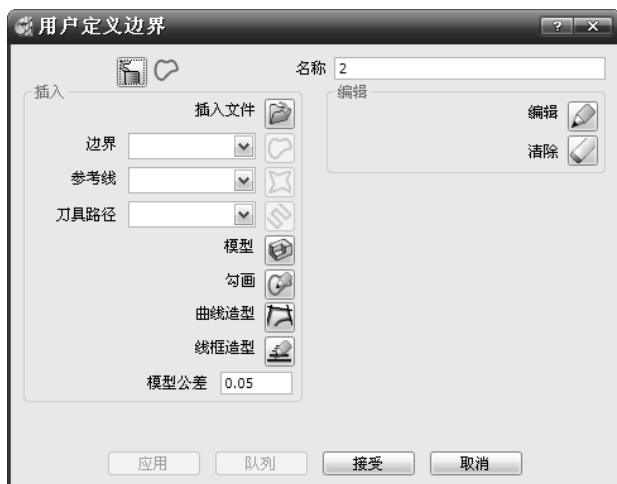 用户定义边界
名称 2
插入
插入文件
边界
参考线
刀具路径
模型
勾画
曲线造型
线框造型
模型公差 0.05
编辑
编辑
清除
应用 队列 接受 取消